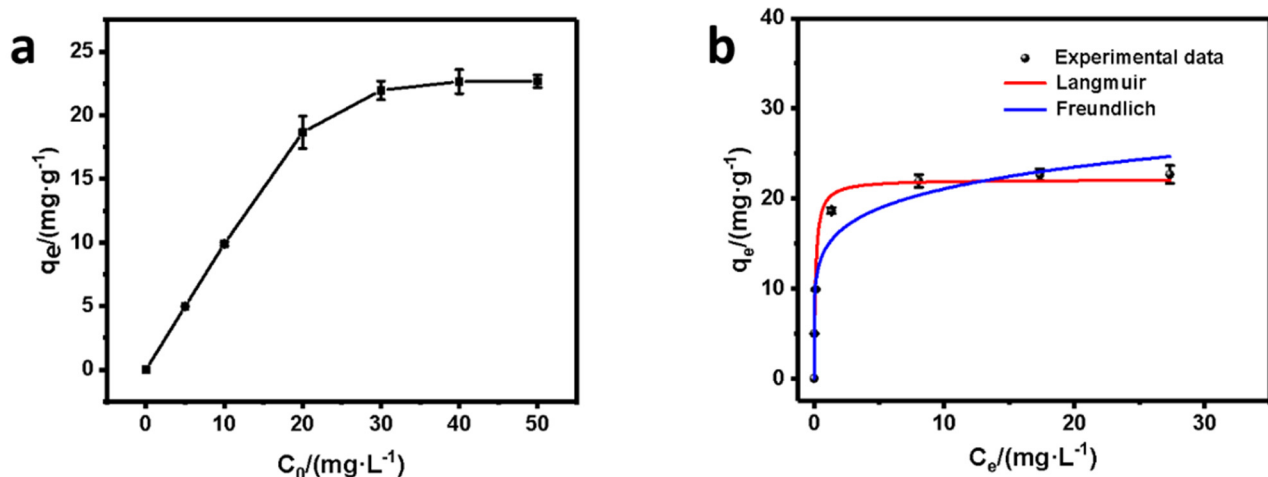 a
25
20
15
10
5
0
qe/(mg·g⁻¹)
0 10 20 30 40 50
C₀/(mg·L⁻¹)
b
40
30
20
10
0
qₑ/(mg·g⁻¹)
Experimental data
Langmuir
Freundlich
0 10 20 30
Cₑ/(mg·L⁻¹)